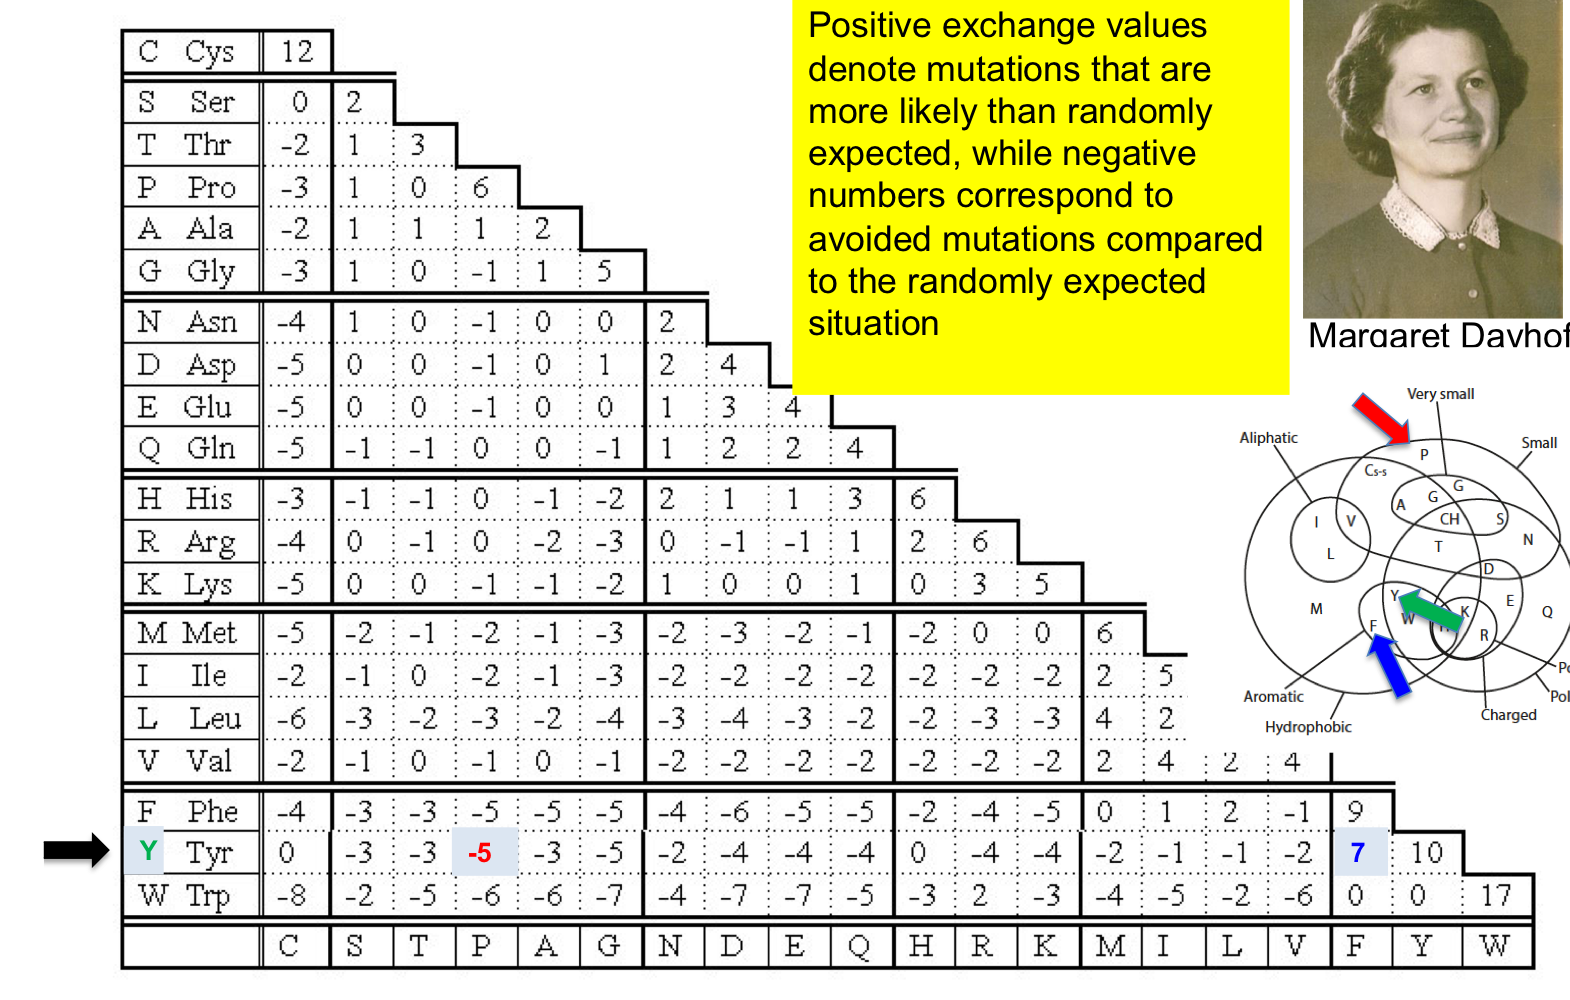 Positive exchange values
denote mutations that are
more likely than randomly
expected, while negative
numbers correspond to
avoided mutations compared
to the randomly expected
situation
Margaret Dayhof
C Cys 12
S Ser 0 2
T Thr -2 1 3
P Pro -3 1 0 6
A Ala -2 1 1 1 2
G Gly -3 1 0 -1 1 5
N Asn -4 1 0 -1 0 0 2
D Asp -5 0 0 -1 0 1 2 4
E Glu -5 0 0 -1 0 0 1 3 4
Q Gln -5 -1 -1 0 0 -1 1 2 2 4
H His -3 -1 -1 0 -1 -2 2 1 1 3 6
R Arg -4 0 -1 0 -2 -3 0 -1 -1 1 2 6
K Lys -5 0 0 -1 -1 -2 1 0 0 1 0 3 5
M Met -5 -2 -1 -2 -1 -3 -2 -3 -2 -1 -2 0 0 6
I Ile -2 -1 0 -2 -1 -3 -2 -2 -2 -2 -2 -2 -2 2 5
L Leu -6 -3 -2 -3 -2 -4 -3 -4 -3 -2 -2 -3 -3 4 2
V Val -2 -1 0 -1 0 -1 -2 -2 -2 -2 -2 -2 -2 2 4 2 4
F Phe -4 -3 -3 -5 -5 -5 -4 -6 -5 -5 -2 -4 -5 0 1 2 -1 9
Y Tyr 0 -3 -3 -5 -3 -5 -2 -4 -4 -4 0 -4 -4 -2 -1 -1 -2 7 10
W Trp -8 -2 -5 -6 -6 -7 -4 -7 -7 -5 -3 2 -3 -4 -5 -2 -6 0 0 17
C S T P A G N D E Q H R K M I L V F Y W
Very small
Aliphatic
Small
P
Cs-s
G
A G
I V CH S
L T N
D
Y E
M K Q
F W R
Po
Aromatic Pol
Charged
Hydrophobic